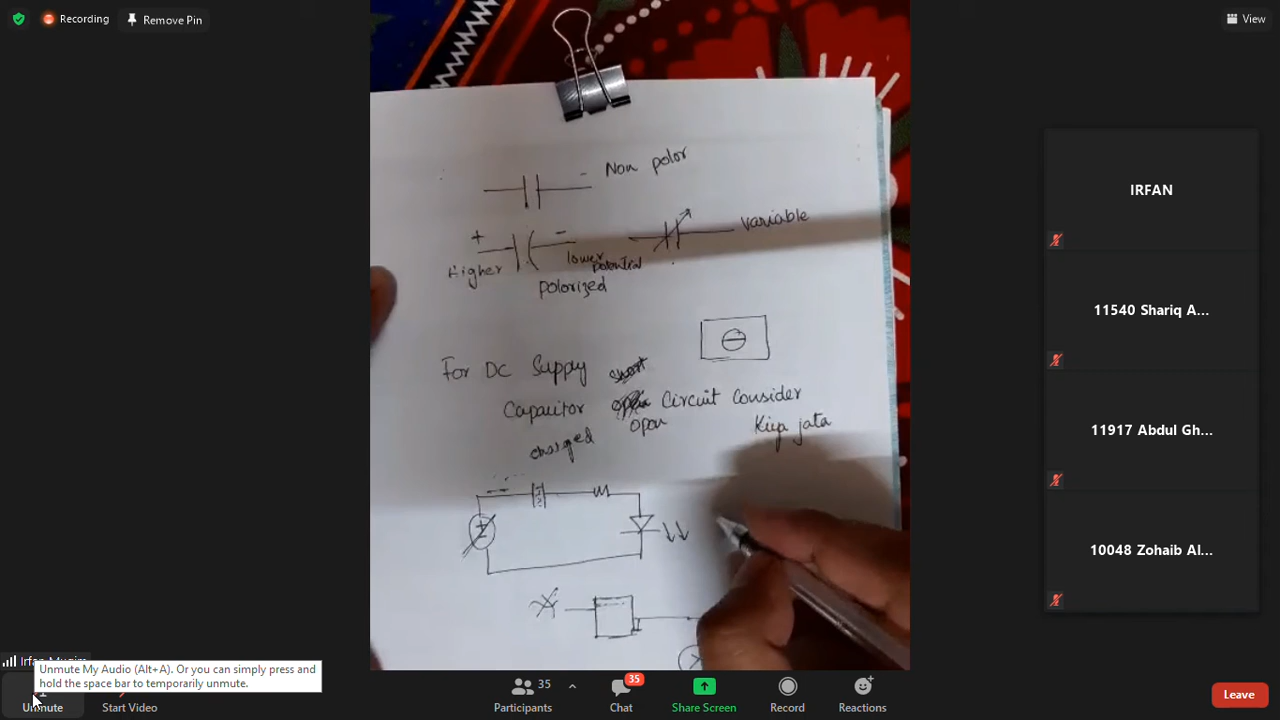 Recording
Remove Pin
View
Non polor
+
-
variable
Higher
lower
potential
polorized
For DC Supply
short
Capacitor open Circuit Consider
open
Kiya jata
charged
IRFAN
11540 Shariq A...
11917 Abdul Gh...
10048 Zohaib Al...
Unmute My Audio (Alt+A). Or you can simply press and
hold the space bar to temporarily unmute.
Unmute
Start Video
35
Participants
35
Chat
Share Screen
Record
Reactions
Leave